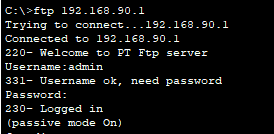 C:\>ftp 192.168.90.1
Trying to connect...192.168.90.1
Connected to 192.168.90.1
220- Welcome to PT Ftp server
Username:admin
331- Username ok, need password
Password:
230- Logged in
(passive mode On)